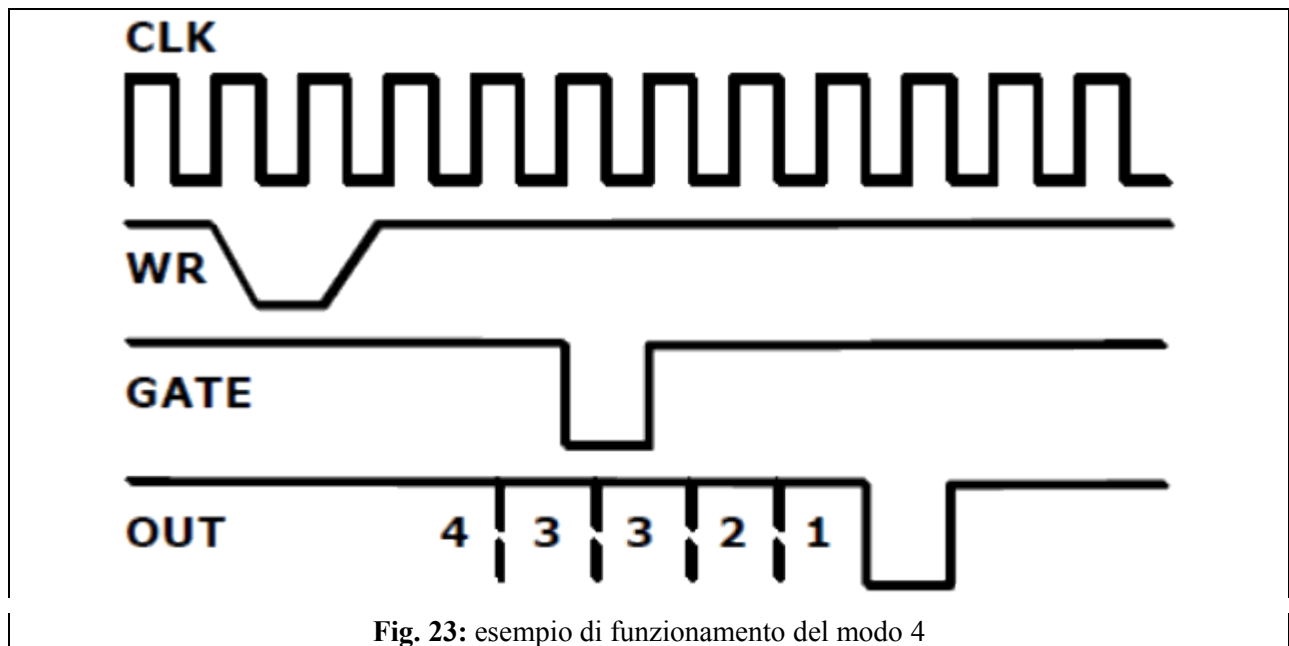 CLK
WR
GATE
OUT 4 3 3 2 1
Fig. 23: esempio di funzionamento del modo 4